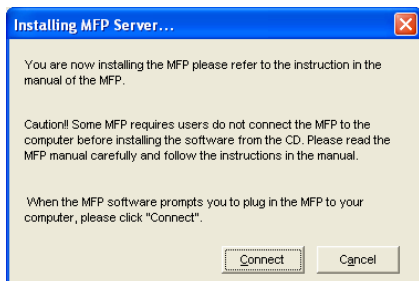 Installing MFP Server...
You are now installing the MFP please refer to the instruction in the
manual of the MFP.
Caution!! Some MFP requires users do not connect the MFP to the
computer before installing the software from the CD. Please read the
MFP manual carefully and follow the instructions in the manual.
When the MFP software prompts you to plug in the MFP to your
computer, please click "Connect".
Connect Cancel